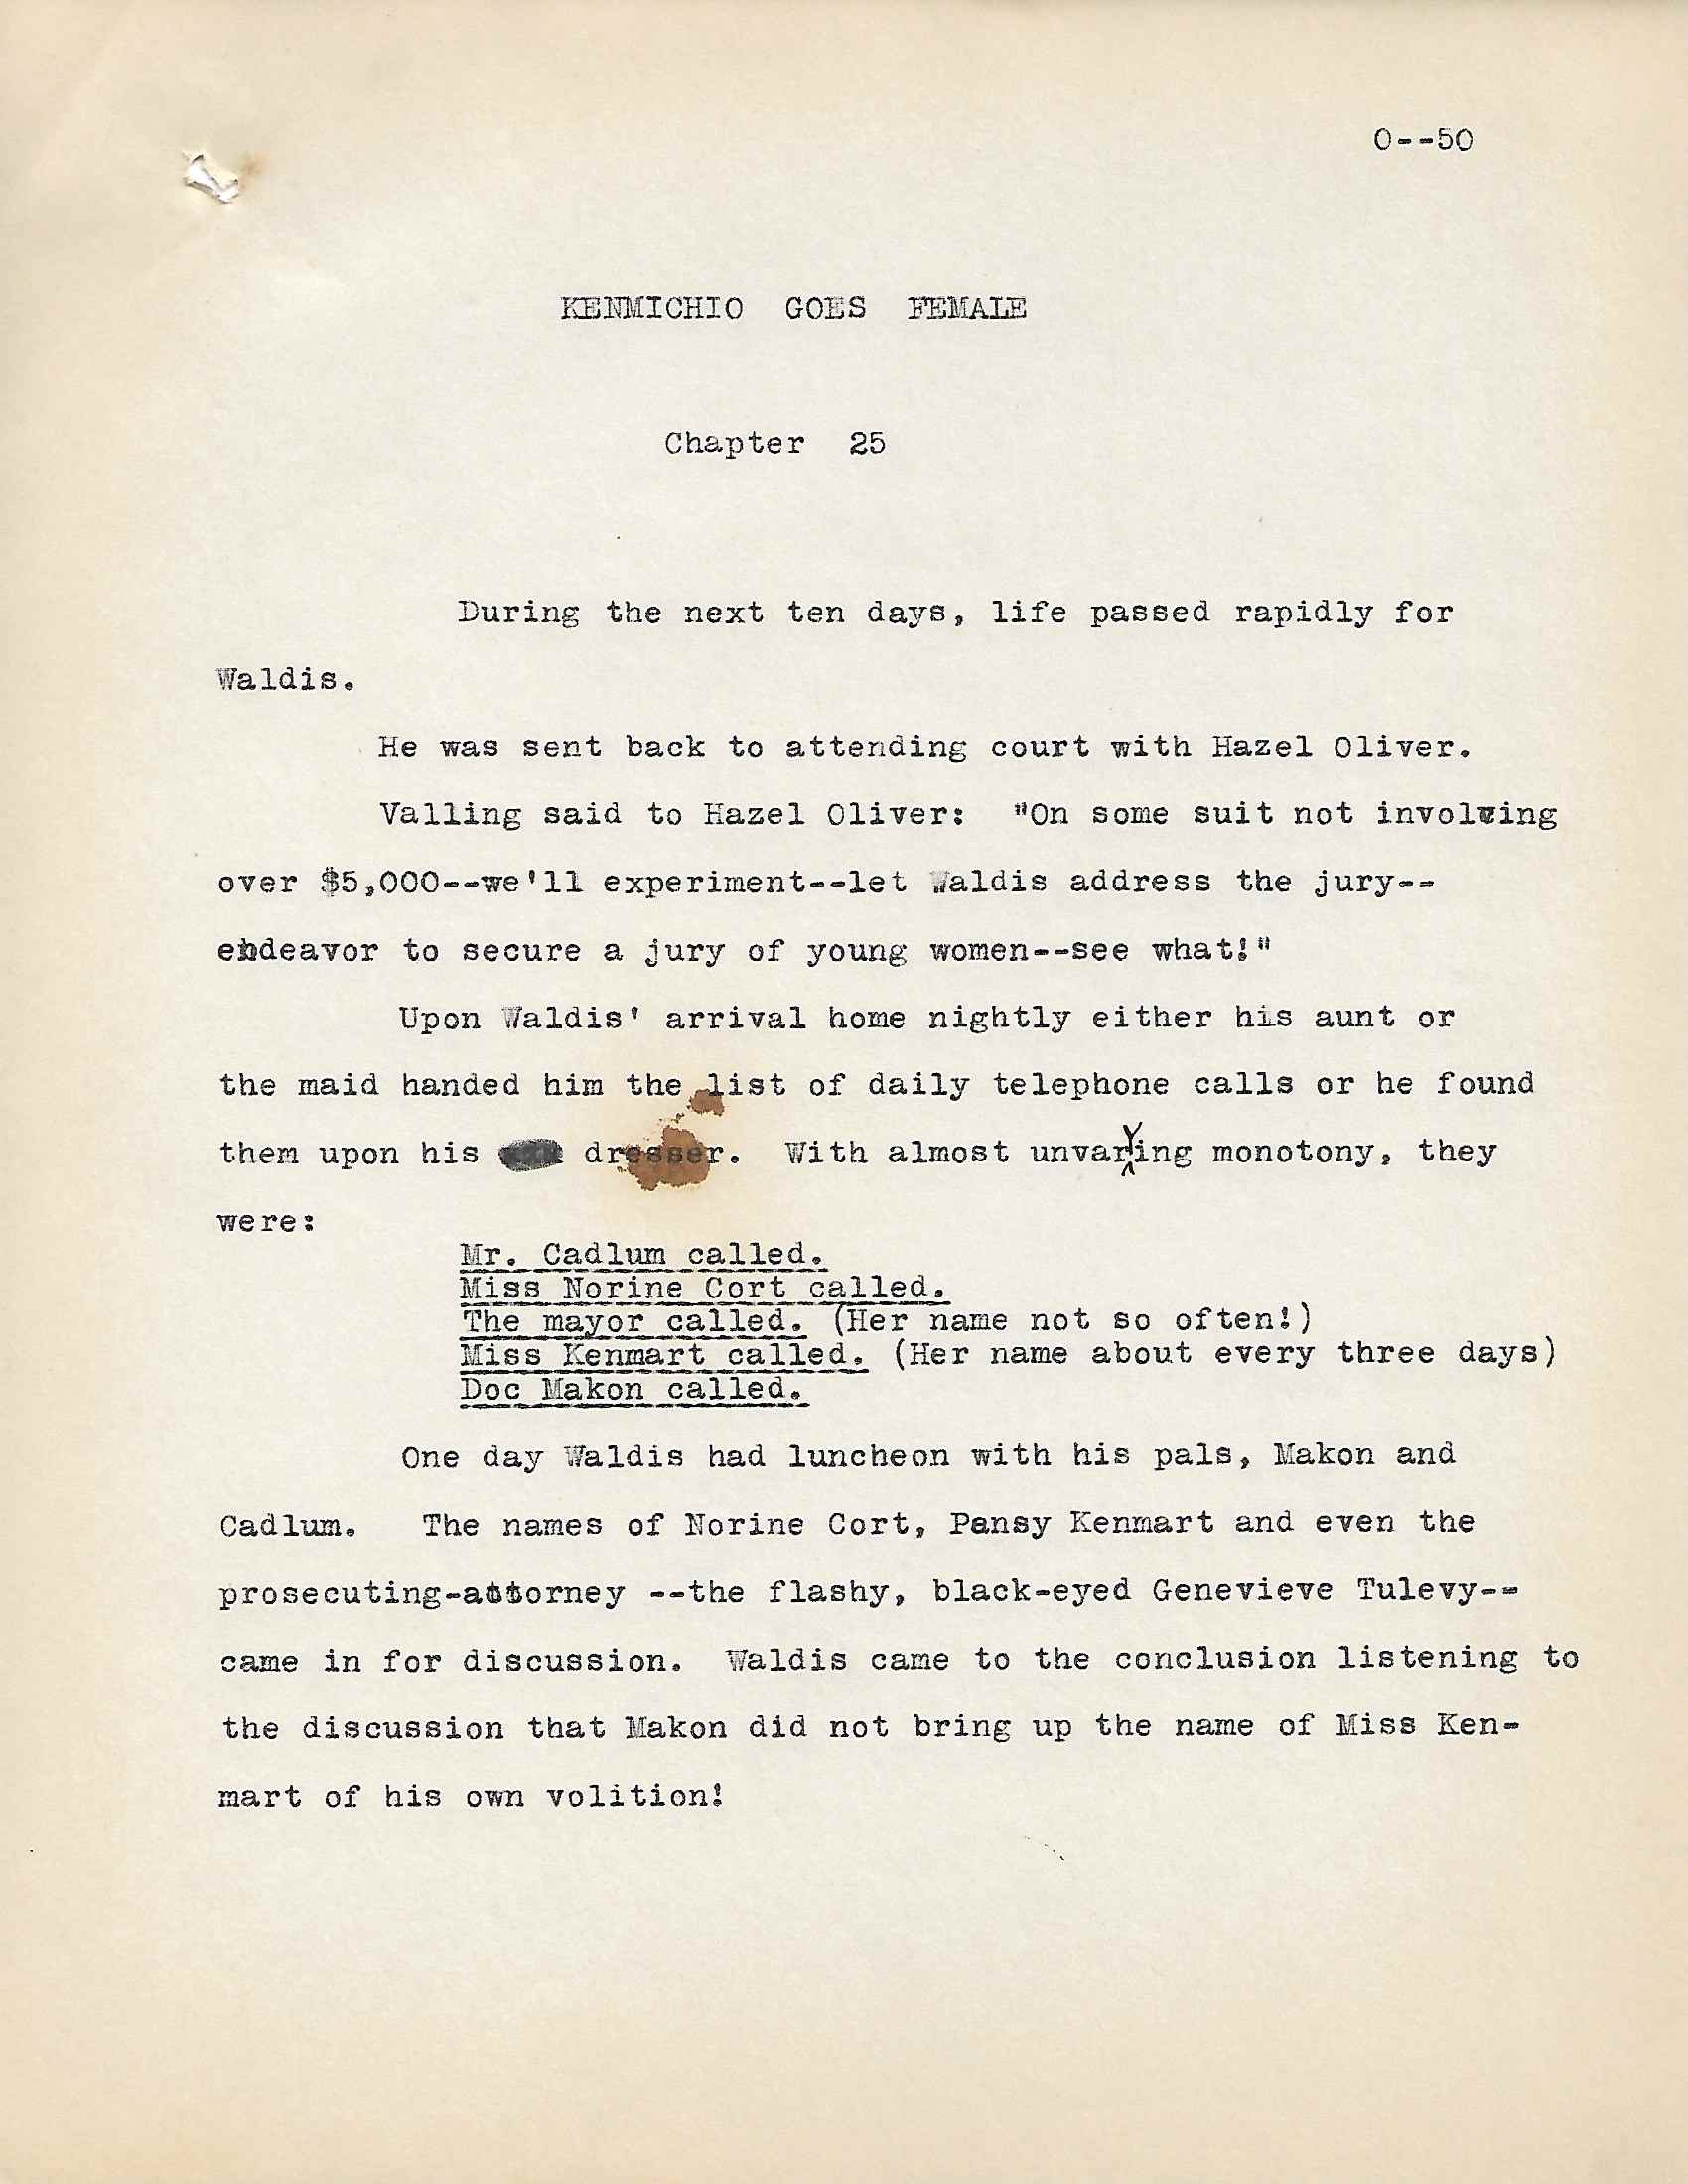 0--50
KENMICHIO GOES FEMALE
Chapter 25
During the next ten days, life passed rapidly for
Waldis.
He was sent back to attending court with Hazel Oliver.
Valling said to Hazel Oliver: "On some suit not involving
over $5,000--we'll experiment--let Waldis address the jury--
endeavor to secure a jury of young women--see what!"
Upon Waldis' arrival home nightly either his aunt or
the maid handed him the list of daily telephone calls or he found
them upon his dresser. With almost unvarying monotony, they
were:
Mr. Cadlum called.
Miss Norine Cort called.
The mayor called. (Her name not so often!)
Miss Kenmart called. (Her name about every three days)
Doc Makon called.
One day Waldis had luncheon with his pals, Makon and
Cadlum. The names of Norine Cort, Pansy Kenmart and even the
prosecuting-attorney --the flashy, black-eyed Genevieve Tulevy--
came in for discussion. Waldis came to the conclusion listening to
the discussion that Makon did not bring up the name of Miss Ken-
mart of his own volition!